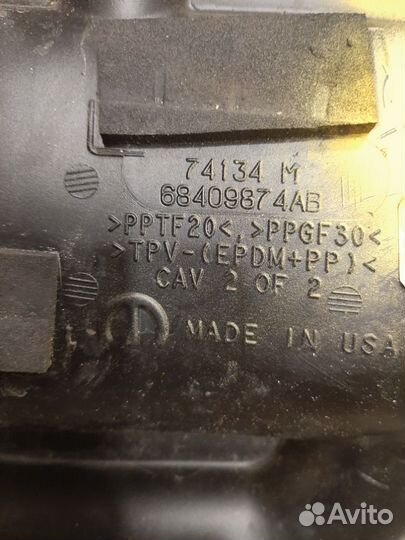 74134 M
68409874AB
>PPTF20<,>PPGF30<
>TPV-(EPDM+PP)<
CAV 2 OF 2
MADE IN USA
Avito